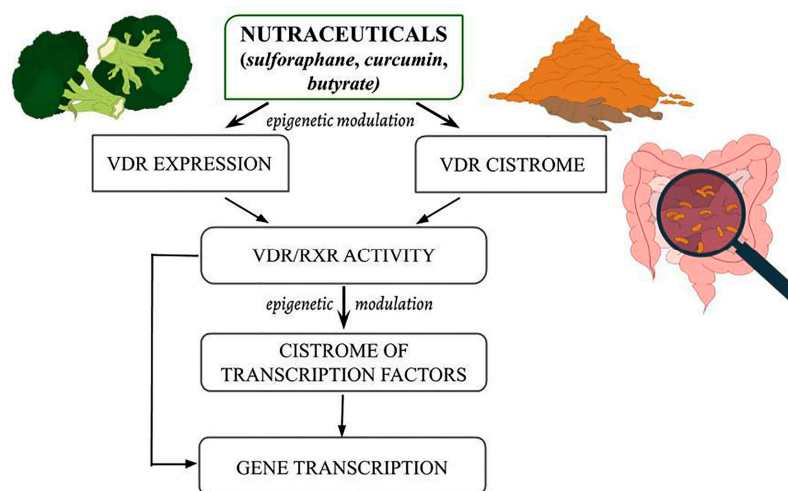 NUTRACEUTICALS
(sulforaphane, curcumin,
butyrate)
epigenetic modulation
VDR EXPRESSION
VDR CISTROME
VDR/RXR ACTIVITY
epigenetic modulation
CISTROME OF
TRANSCRIPTION FACTORS
GENE TRANSCRIPTION